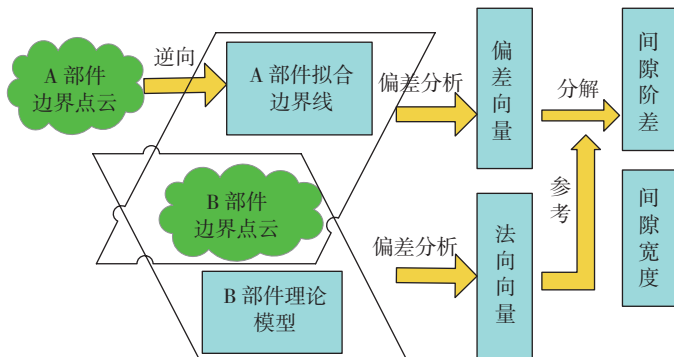 A 部件
边界点云
逆向
A 部件拟合
边界线
偏差分析
偏差向量
分解
间隙阶差
B 部件
边界点云
参考
间隙宽度
偏差分析
法向向量
B 部件理论
模型